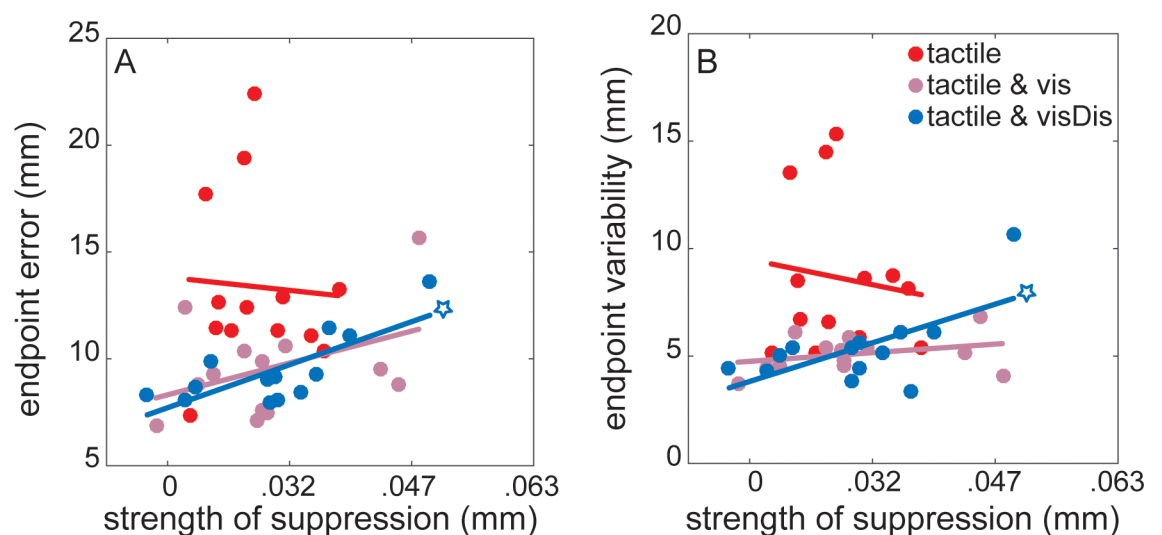 A
25
20
15
10
5
endpoint error (mm)
0 .032 .047 .063
strength of suppression (mm)
B
20
15
10
5
0
endpoint variability (mm)
tactile
tactile & vis
tactile & visDis
0 .032 .047 .063
strength of suppression (mm)